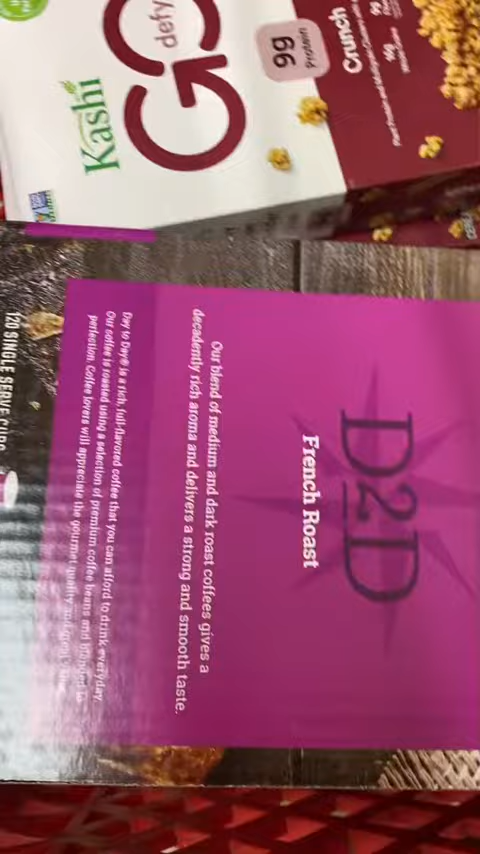 Kashi
GO
defy
9g
Protein
Crunch
D2D
French Roast
Our blend of medium and dark roast coffees gives a
decadently rich aroma and delivers a strong and smooth taste.
Day to Day® is a rich, full-flavored coffee that you can afford to drink everyday.
Our coffee is roasted using a selection of premium coffee beans and blended to
perfection. Coffee lovers will appreciate the gourmet quality and
120 SINGLE SERVE CUPS